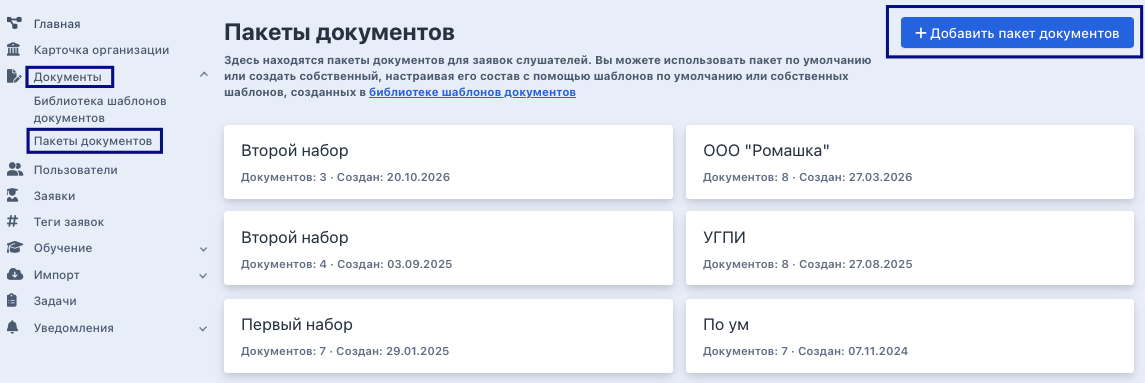 Главная
Карточка организации
Документы
Библиотека шаблонов
документов
Пакеты документов
Пользователи
Заявки
Теги заявок
Обучение
Импорт
Задачи
Уведомления
Пакеты документов
+ Добавить пакет документов
Здесь находятся пакеты документов для заявок слушателей. Вы можете использовать пакет по умолчанию
или создать собственный, настраивая его состав с помощью шаблонов по умолчанию или собственных
шаблонов, созданных в библиотеке шаблонов документов
Второй набор
Документов: 3 · Создан: 20.10.2026
ООО "Ромашка"
Документов: 8 · Создан: 27.03.2026
Второй набор
Документов: 4 · Создан: 03.09.2025
УГПИ
Документов: 8 · Создан: 27.08.2025
Первый набор
Документов: 7 · Создан: 29.01.2025
По ум
Документов: 7 · Создан: 07.11.2024